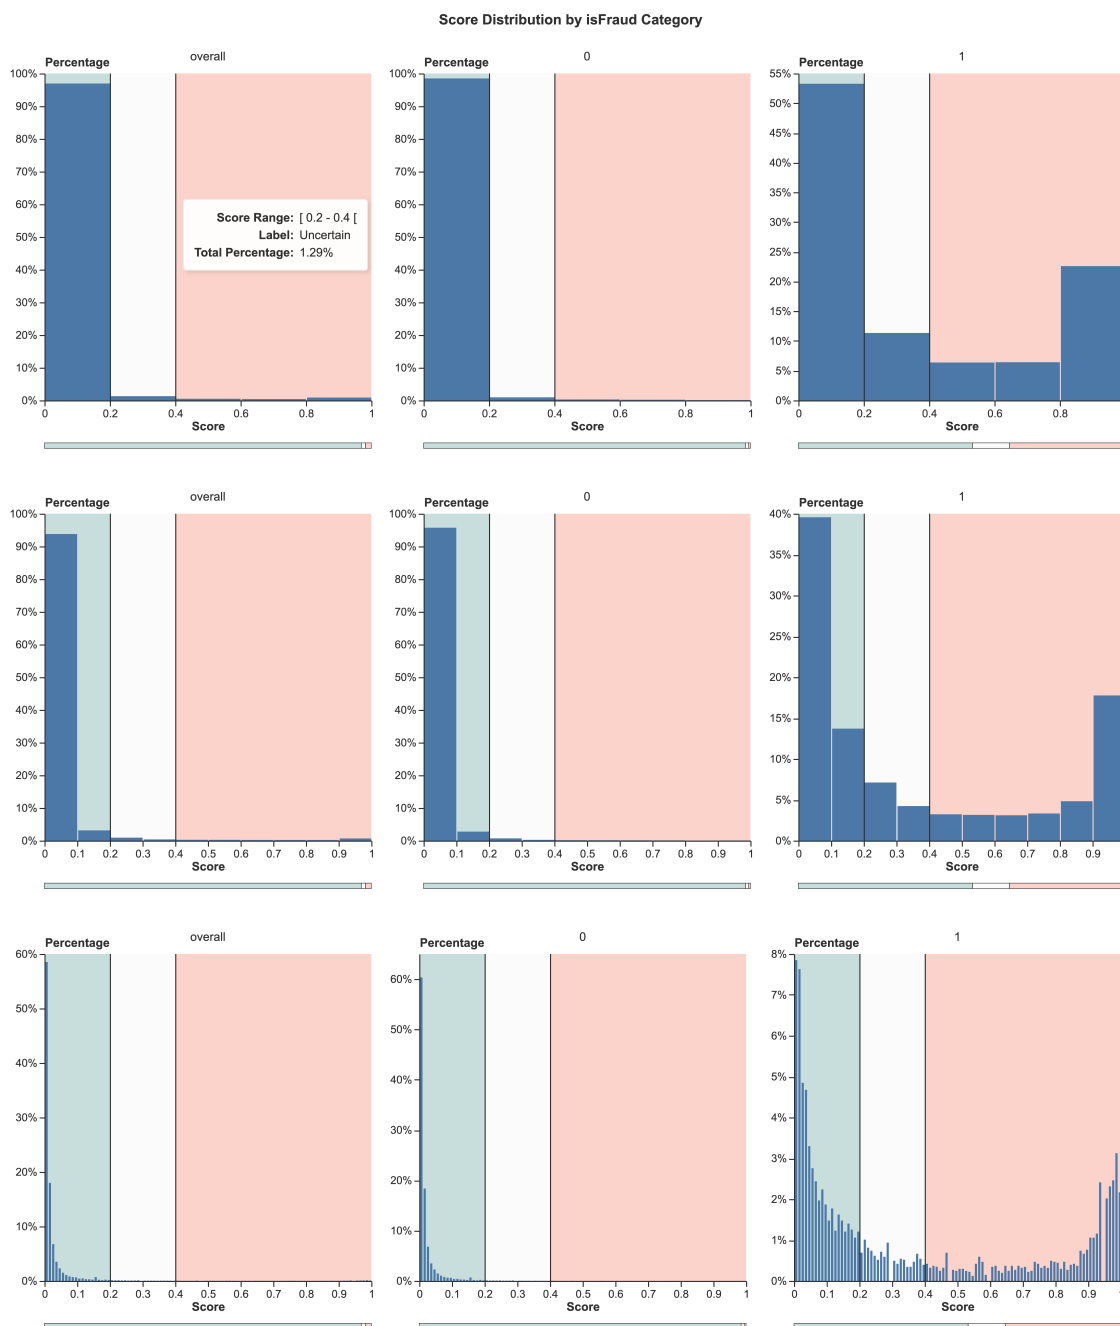 Score Distribution by isFraud Category
overall 0 1
Percentage Percentage Percentage
100% 100% 55%
90% 90% 50%
80% 80% 45%
70% 70% 40%
60% 60% 35%
50% 50% 30%
40% 40% 25%
30% 30% 20%
20% 20% 15%
10% 10% 10%
0% 0% 5%
0%
Score Range: [ 0.2 - 0.4 [
Label: Uncertain
Total Percentage: 1.29%
0 0.2 0.4 0.6 0.8 1 0 0.2 0.4 0.6 0.8 1 0 0.2 0.4 0.6 0.8
Score Score Score
overall 0 1
Percentage Percentage Percentage
100% 100% 40%
90% 90% 35%
80% 80% 30%
70% 70% 25%
60% 60% 20%
50% 50% 15%
40% 40% 10%
30% 30% 5%
20% 20% 0%
10% 10%
0% 0%
0 0.1 0.2 0.3 0.4 0.5 0.6 0.7 0.8 0.9 1 0 0.1 0.2 0.3 0.4 0.5 0.6 0.7 0.8 0.9 1 0 0.1 0.2 0.3 0.4 0.5 0.6 0.7 0.8 0.9
Score Score Score
overall 0 1
Percentage Percentage Percentage
60% 60% 8%
50% 50% 7%
40% 40% 6%
30% 30% 5%
20% 20% 4%
10% 10% 3%
0% 0% 2%
1%
0%
0 0.1 0.2 0.3 0.4 0.5 0.6 0.7 0.8 0.9 1 0 0.1 0.2 0.3 0.4 0.5 0.6 0.7 0.8 0.9 1 0 0.1 0.2 0.3 0.4 0.5 0.6 0.7 0.8 0.9
Score Score Score